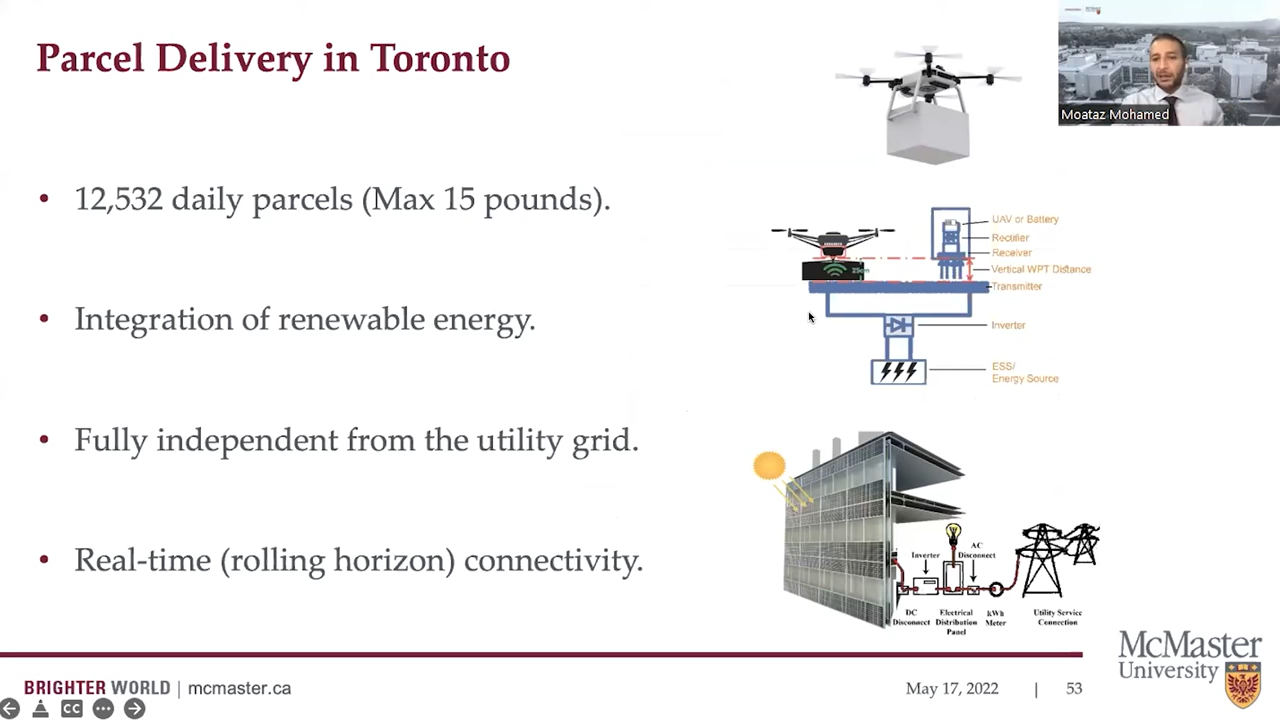 Parcel Delivery in Toronto
Moataz Mohamed
• 12,532 daily parcels (Max 15 pounds).
• Integration of renewable energy.
• Fully independent from the utility grid.
• Real-time (rolling horizon) connectivity.
UAV or Battery
Rectifier
Receiver
Vertical WPT Distance
Transmitter
Inverter
ESS/
Energy Source
Inverter
AC
Disconnect
DC
Disconnect
Electrical
Distribution
Panel
kWh
Meter
Utility Service
Connection
BRIGHTER WORLD | mcmaster.ca
May 17, 2022 | 53
McMaster
University
CC